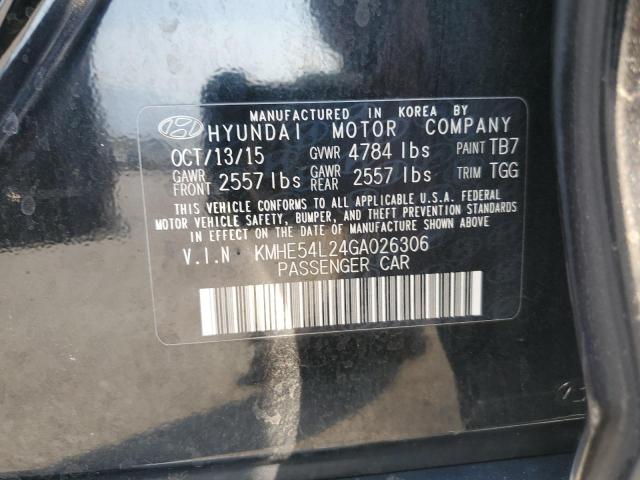 MANUFACTURED IN KOREA BY
HYUNDAI MOTOR COMPANY
OCT/13/15 GVWR 4784 lbs PAINT TB7
GAWR FRONT 2557 lbs GAWR REAR 2557 lbs TRIM TGG
THIS VEHICLE CONFORMS TO ALL APPLICABLE U.S.A. FEDERAL
MOTOR VEHICLE SAFETY, BUMPER, AND THEFT PREVENTION STANDARDS
IN EFFECT ON THE DATE OF MANUFACTURE SHOWN ABOVE
V.I.N KMHE54L24GA026306
PASSENGER CAR